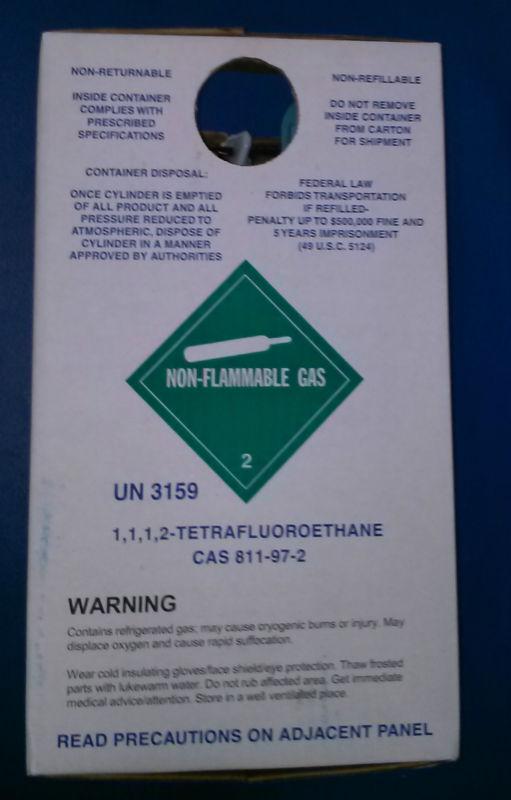 NON-RETURNABLE
INSIDE CONTAINER
COMPLIES WITH
PRESCRIBED
SPECIFICATIONS
NON-REFILLABLE
DO NOT REMOVE
INSIDE CONTAINER
FROM CARTON
FOR SHIPMENT
CONTAINER DISPOSAL:
ONCE CYLINDER IS EMPTIED
OF ALL PRODUCT AND ALL
PRESSURE REDUCED TO
ATMOSPHERIC, DISPOSE OF
CYLINDER IN A MANNER
APPROVED BY AUTHORITIES
FEDERAL LAW
FORBIDS TRANSPORTATION
IF REFILLED-
PENALTY UP TO $500,000 FINE AND
5 YEARS IMPRISONMENT
(49 U.S.C. 5124)
NON-FLAMMABLE GAS
2
UN 3159
1,1,1,2-TETRAFLUOROETHANE
CAS 811-97-2
WARNING
Contains refrigerated gas; may cause cryogenic burns or injury. May
displace oxygen and cause rapid suffocation.
Wear cold insulating gloves/face shield/eye protection. Thaw frosted
parts with lukewarm water. Do not rub affected area. Get immediate
medical advice/attention. Store in a well ventilated place.
READ PRECAUTIONS ON ADJACENT PANEL